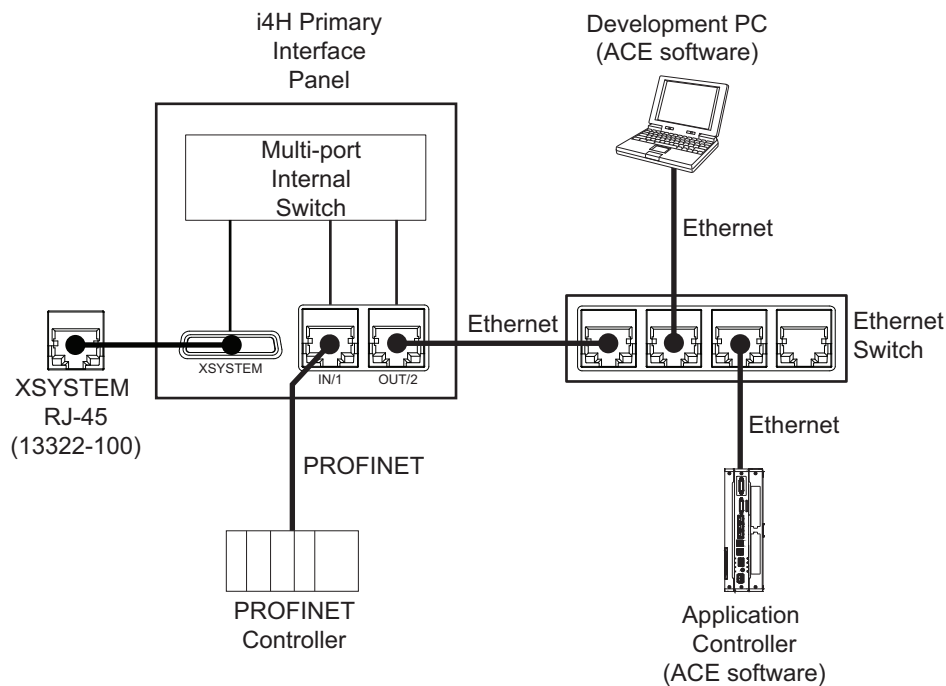 i4H Primary
Interface
Panel
Development PC
(ACE software)
Multi-port
Internal
Switch
Ethernet
Ethernet
Ethernet
Switch
XSYSTEM
IN/1
OUT/2
XSYSTEM
RJ-45
(13322-100)
PROFINET
Ethernet
PROFINET
Controller
Application
Controller
(ACE software)